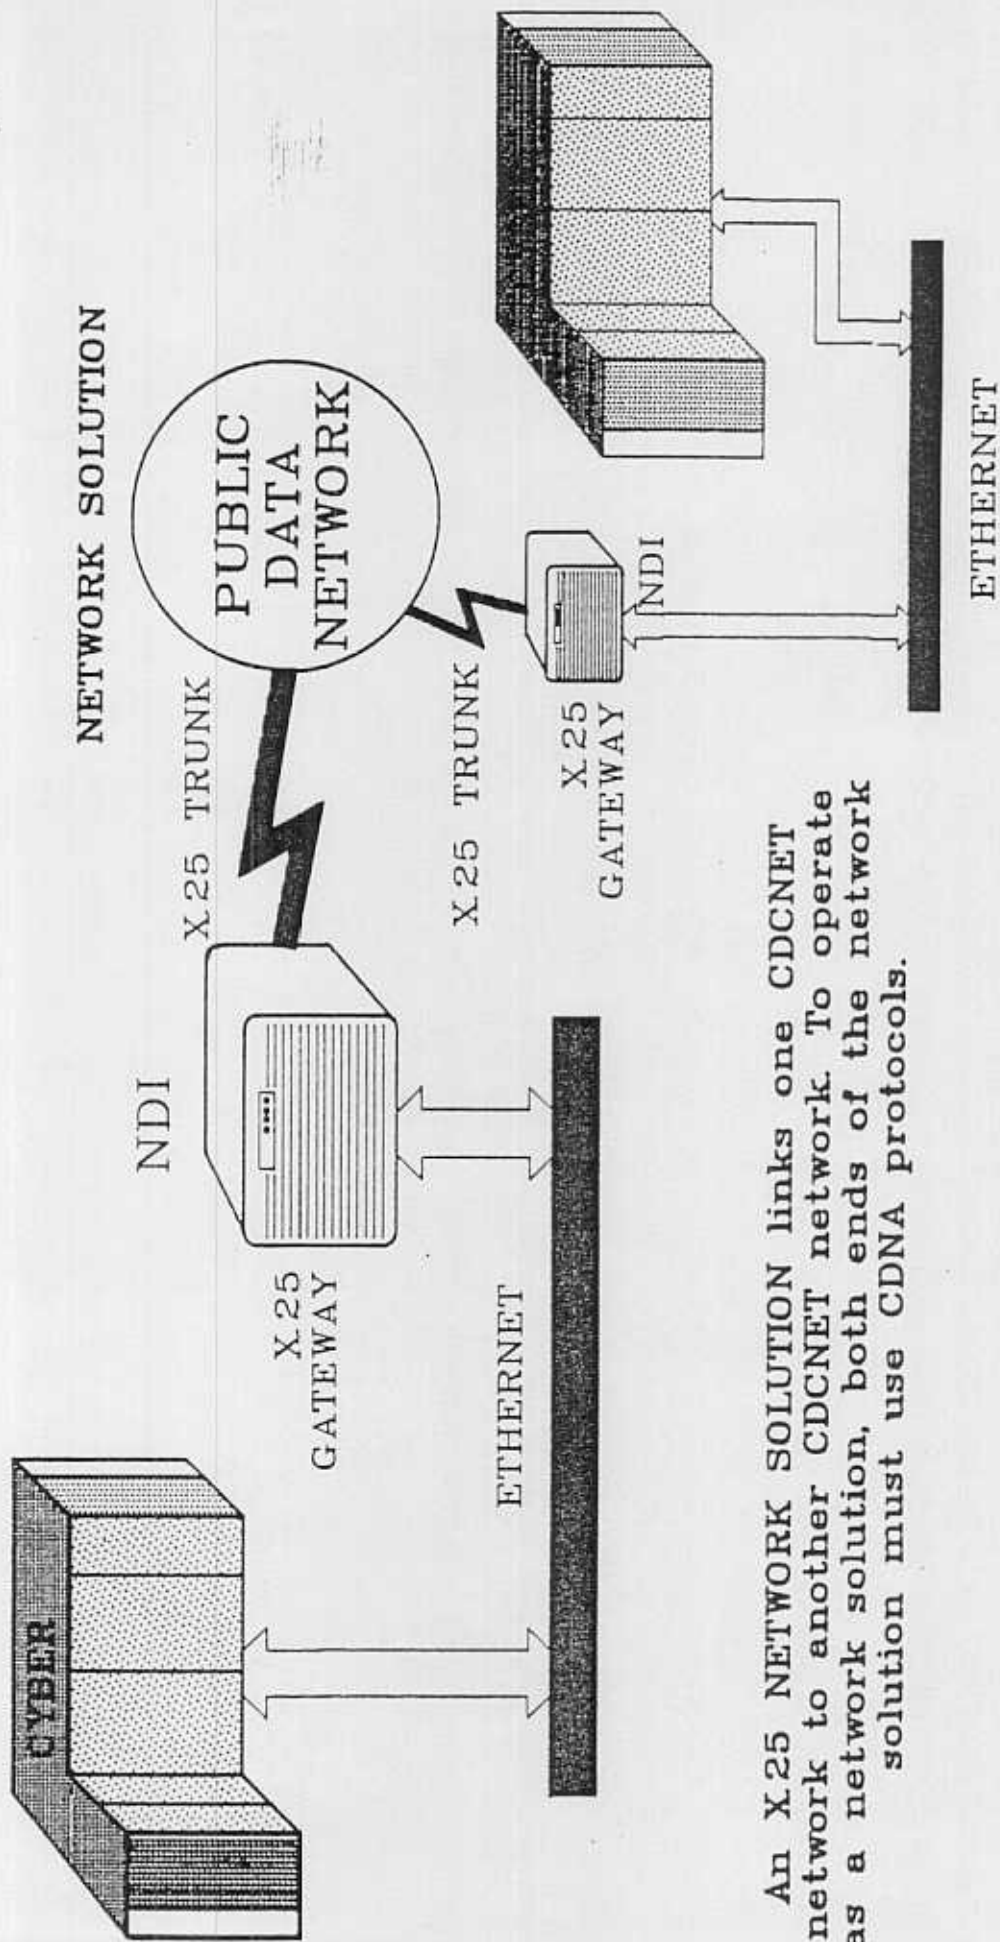 NETWORK SOLUTION
CYBER
NDI
X.25 TRUNK
PUBLIC
DATA
NETWORK
X.25
GATEWAY
X.25 TRUNK
ETHERNET
X.25
GATEWAY
NDI
ETHERNET
An X.25 NETWORK SOLUTION links one CDCNET
network to another CDCNET network. To operate
as a network solution, both ends of the network
solution must use CDNA protocols.